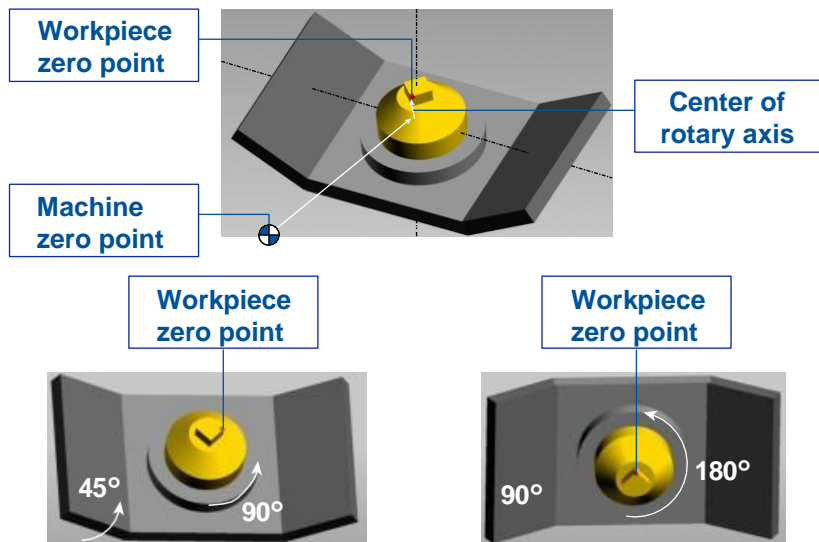 Workpiece
zero point
Center of
rotary axis
Machine
zero point
Workpiece
zero point
Workpiece
zero point
45°
90°
90°
180°